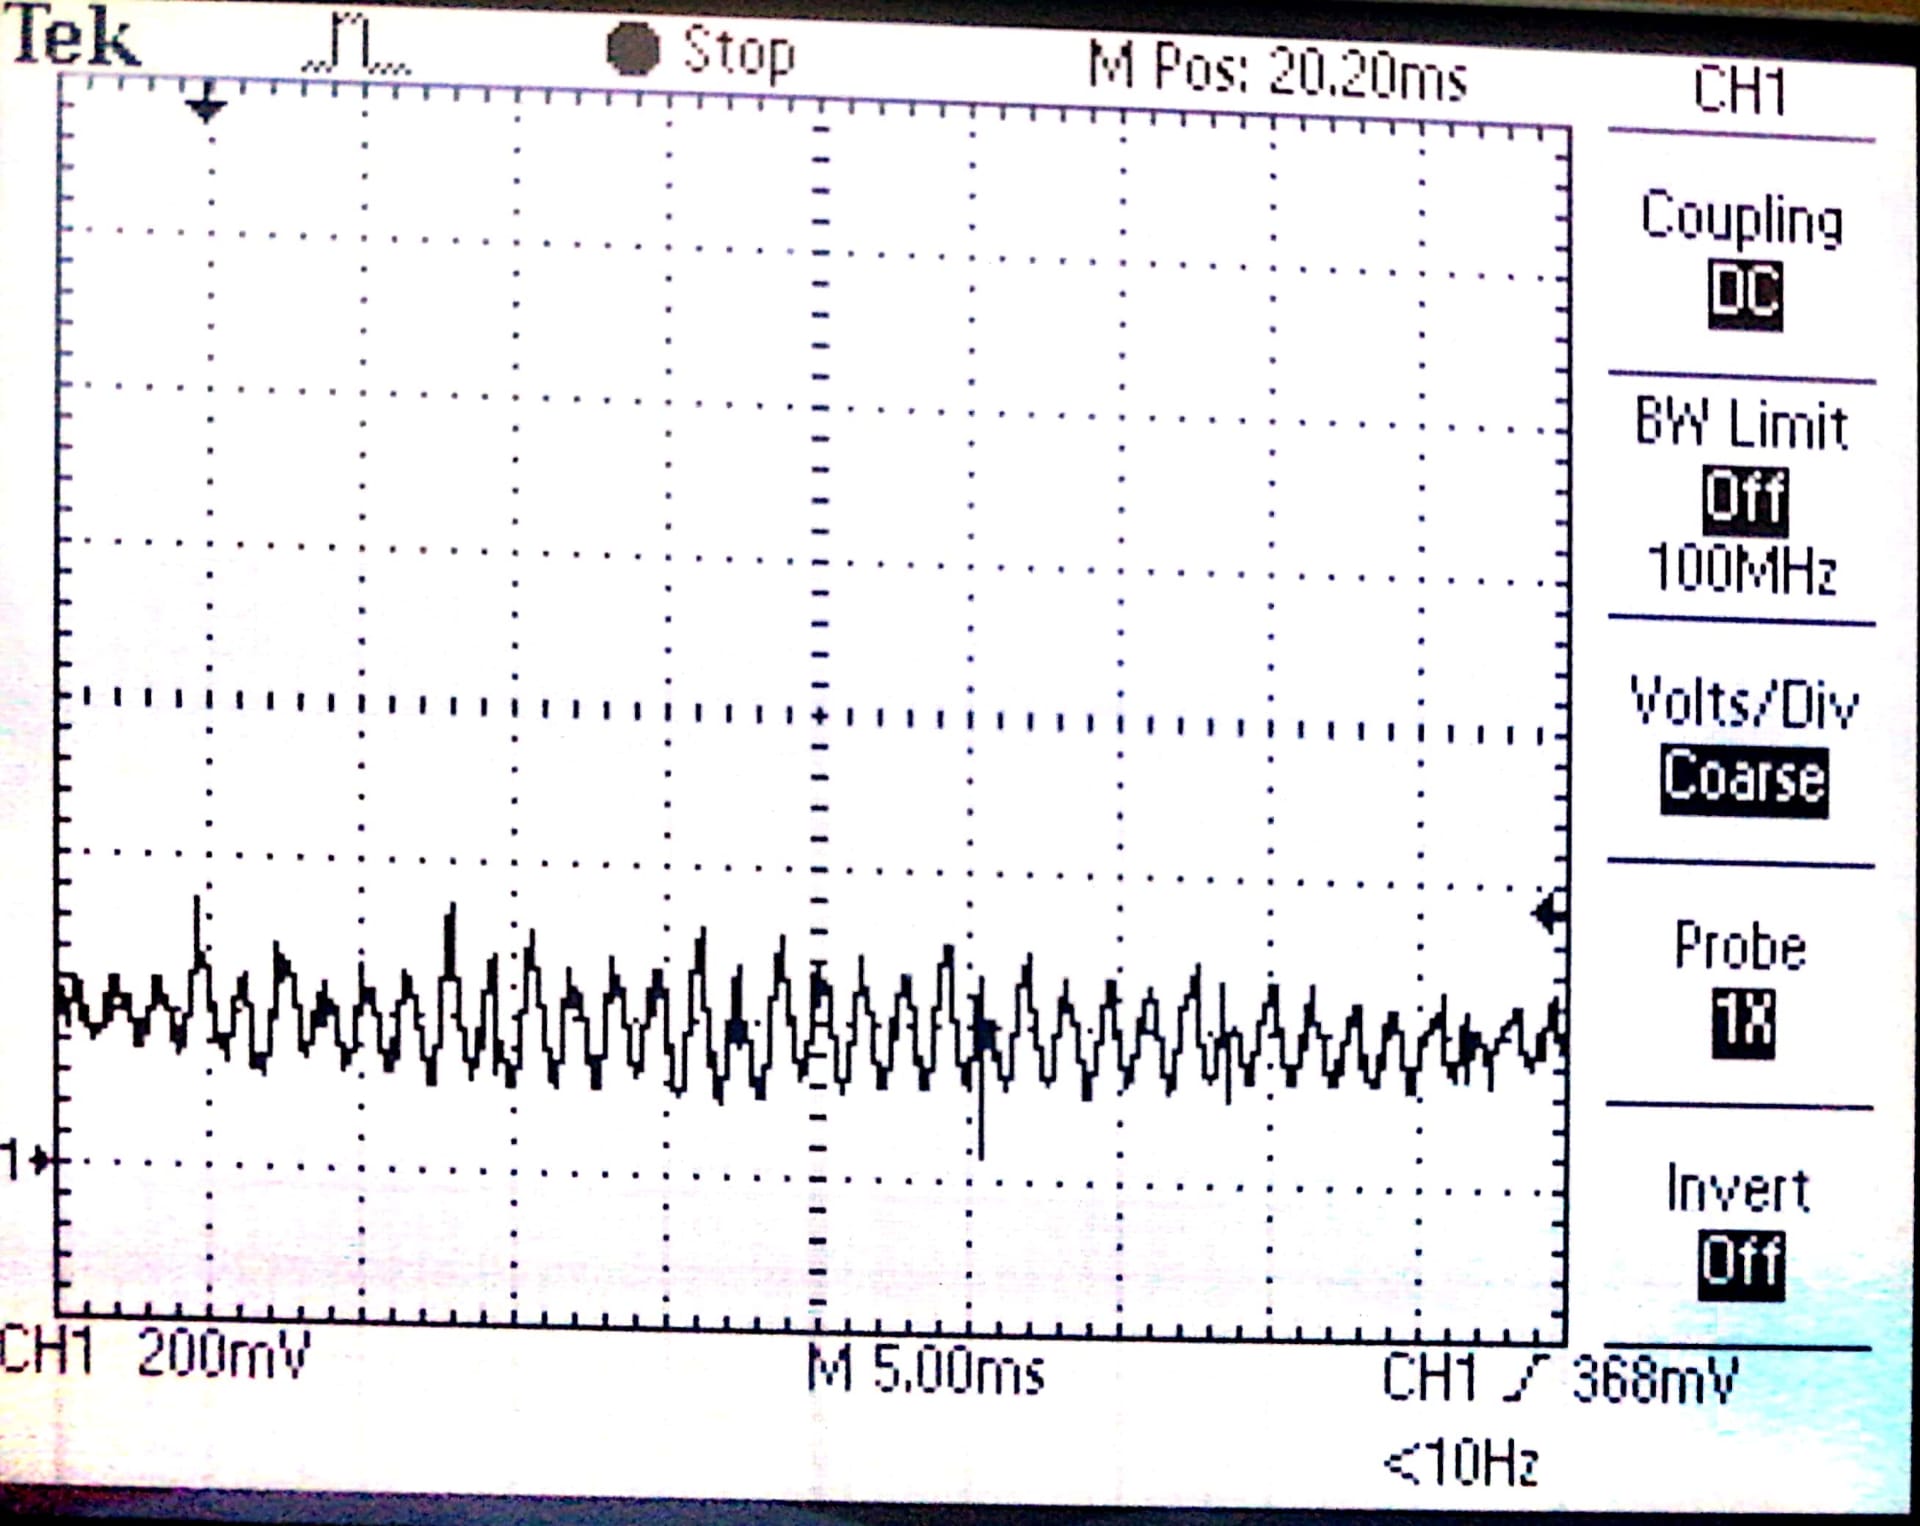 Tek Stop M Pos: 20.20ms CH1
Coupling
DC
BW Limit
Off
100MHz
Volts/Div
Coarse
Probe
1X
Invert
Off
1
CH1 200mV M 5.00ms CH1 368mV
<10Hz